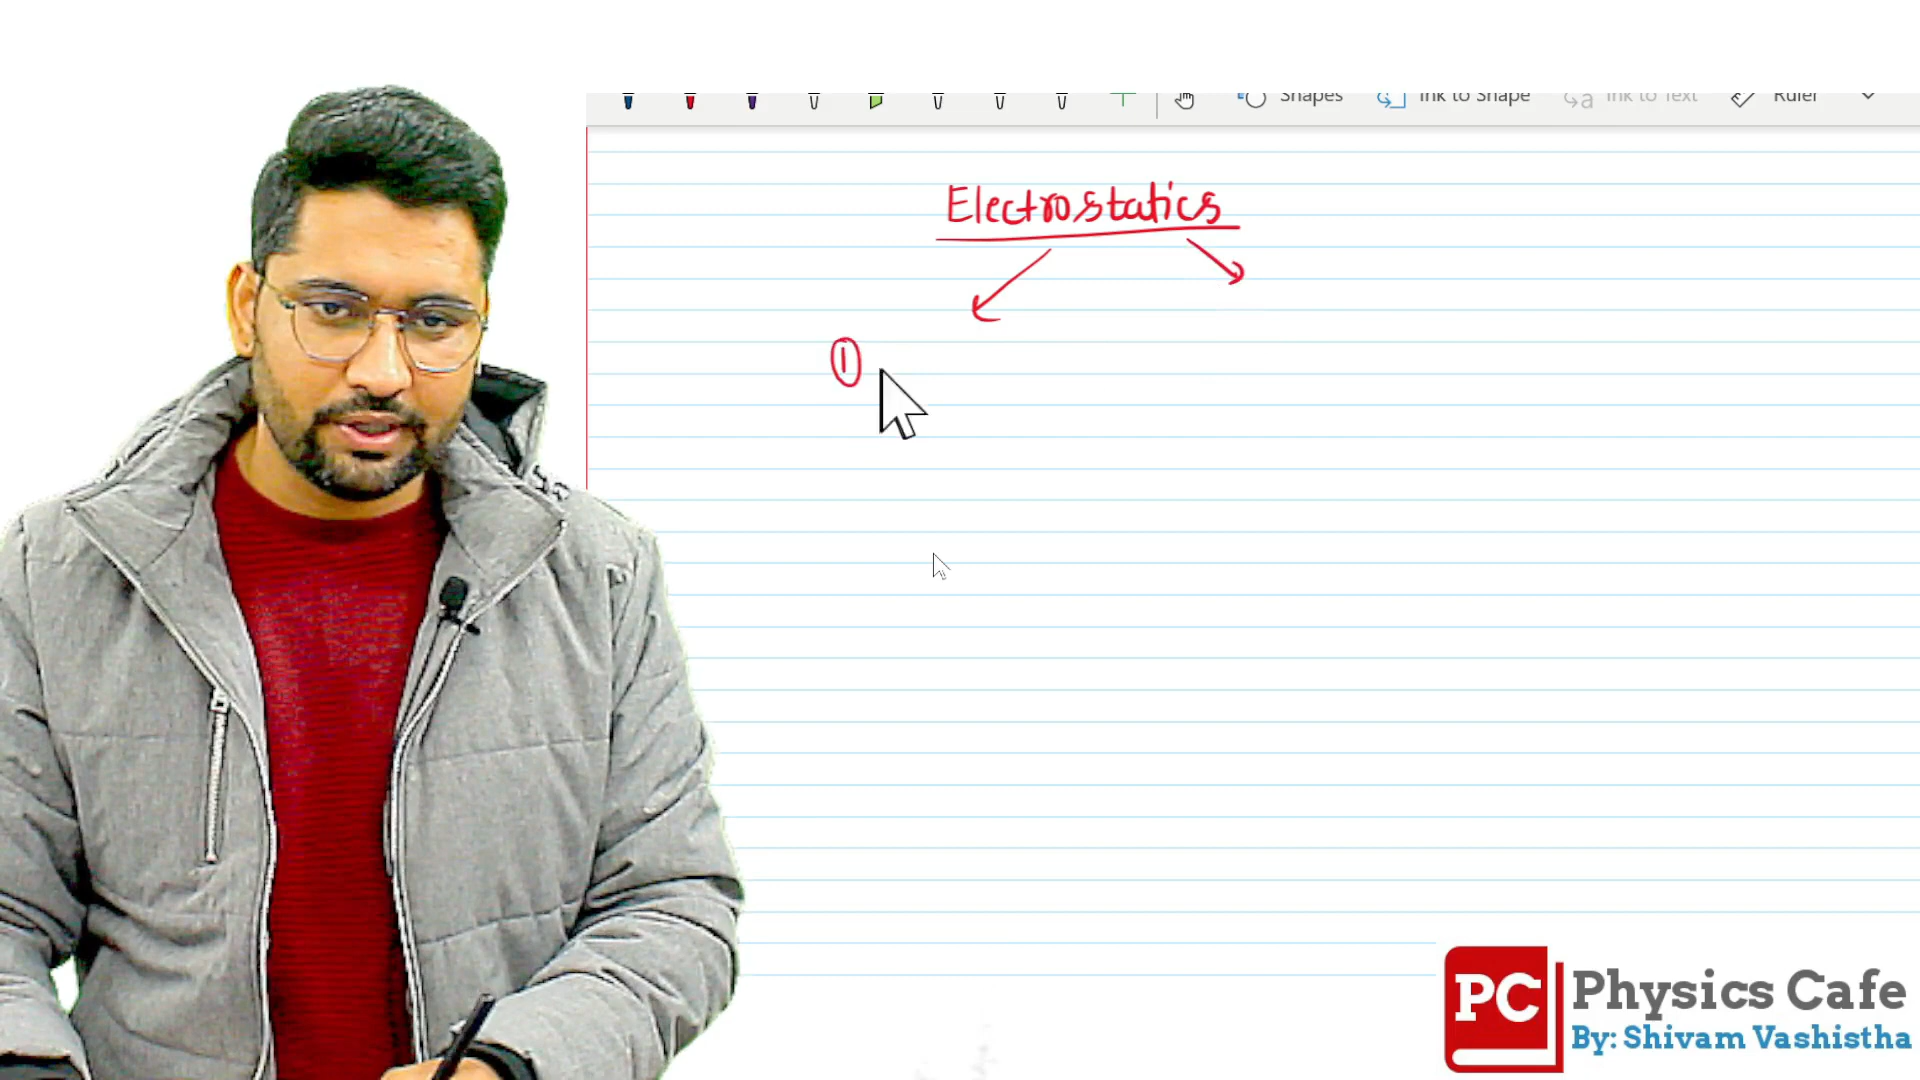 Shapes Ink to Shape Ink to Text Ruler
Electrostatics
1
PC
Physics Cafe
By: Shivam Vashistha